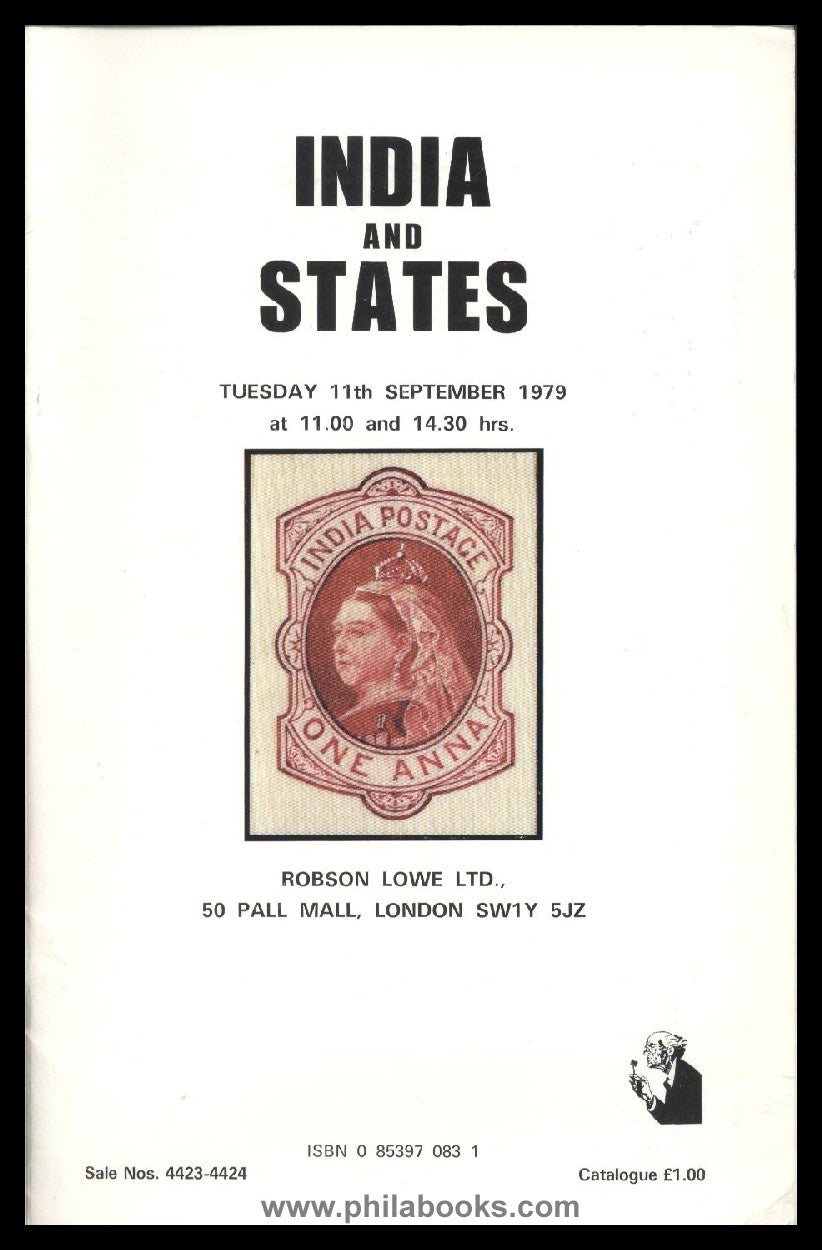 INDIA
AND
STATES
TUESDAY 11th SEPTEMBER 1979
at 11.00 and 14.30 hrs.
INDIA POSTAGE
ONE ANNA
ROBSON LOWE LTD.,
50 PALL MALL, LONDON SW1Y 5JZ
ISBN 0 85397 083 1
Sale Nos. 4423-4424
Catalogue £1.00
www.philabooks.com